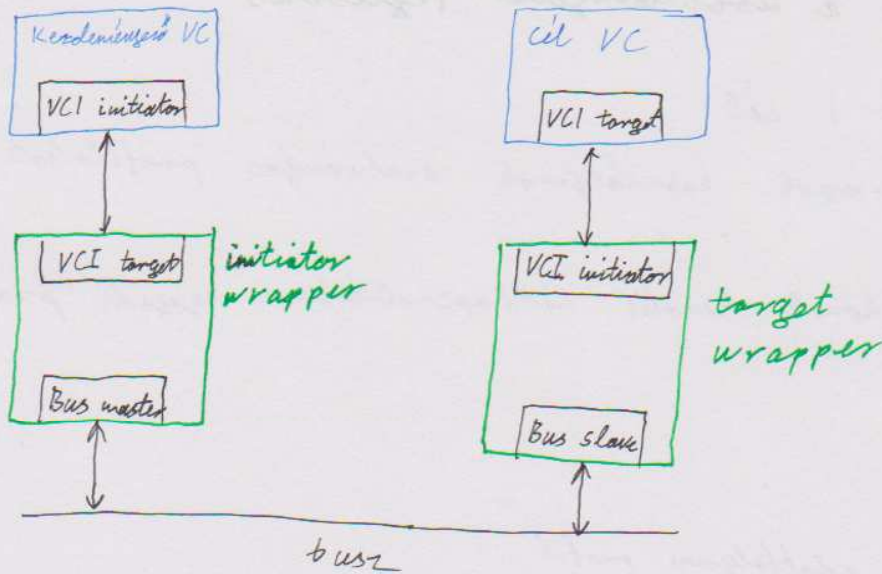 Kezdeményező VC
VCI initiator
VCI target
initiator
wrapper
Bus master
Cél VC
VCI target
VCI initiator
target
wrapper
Bus slave
busz